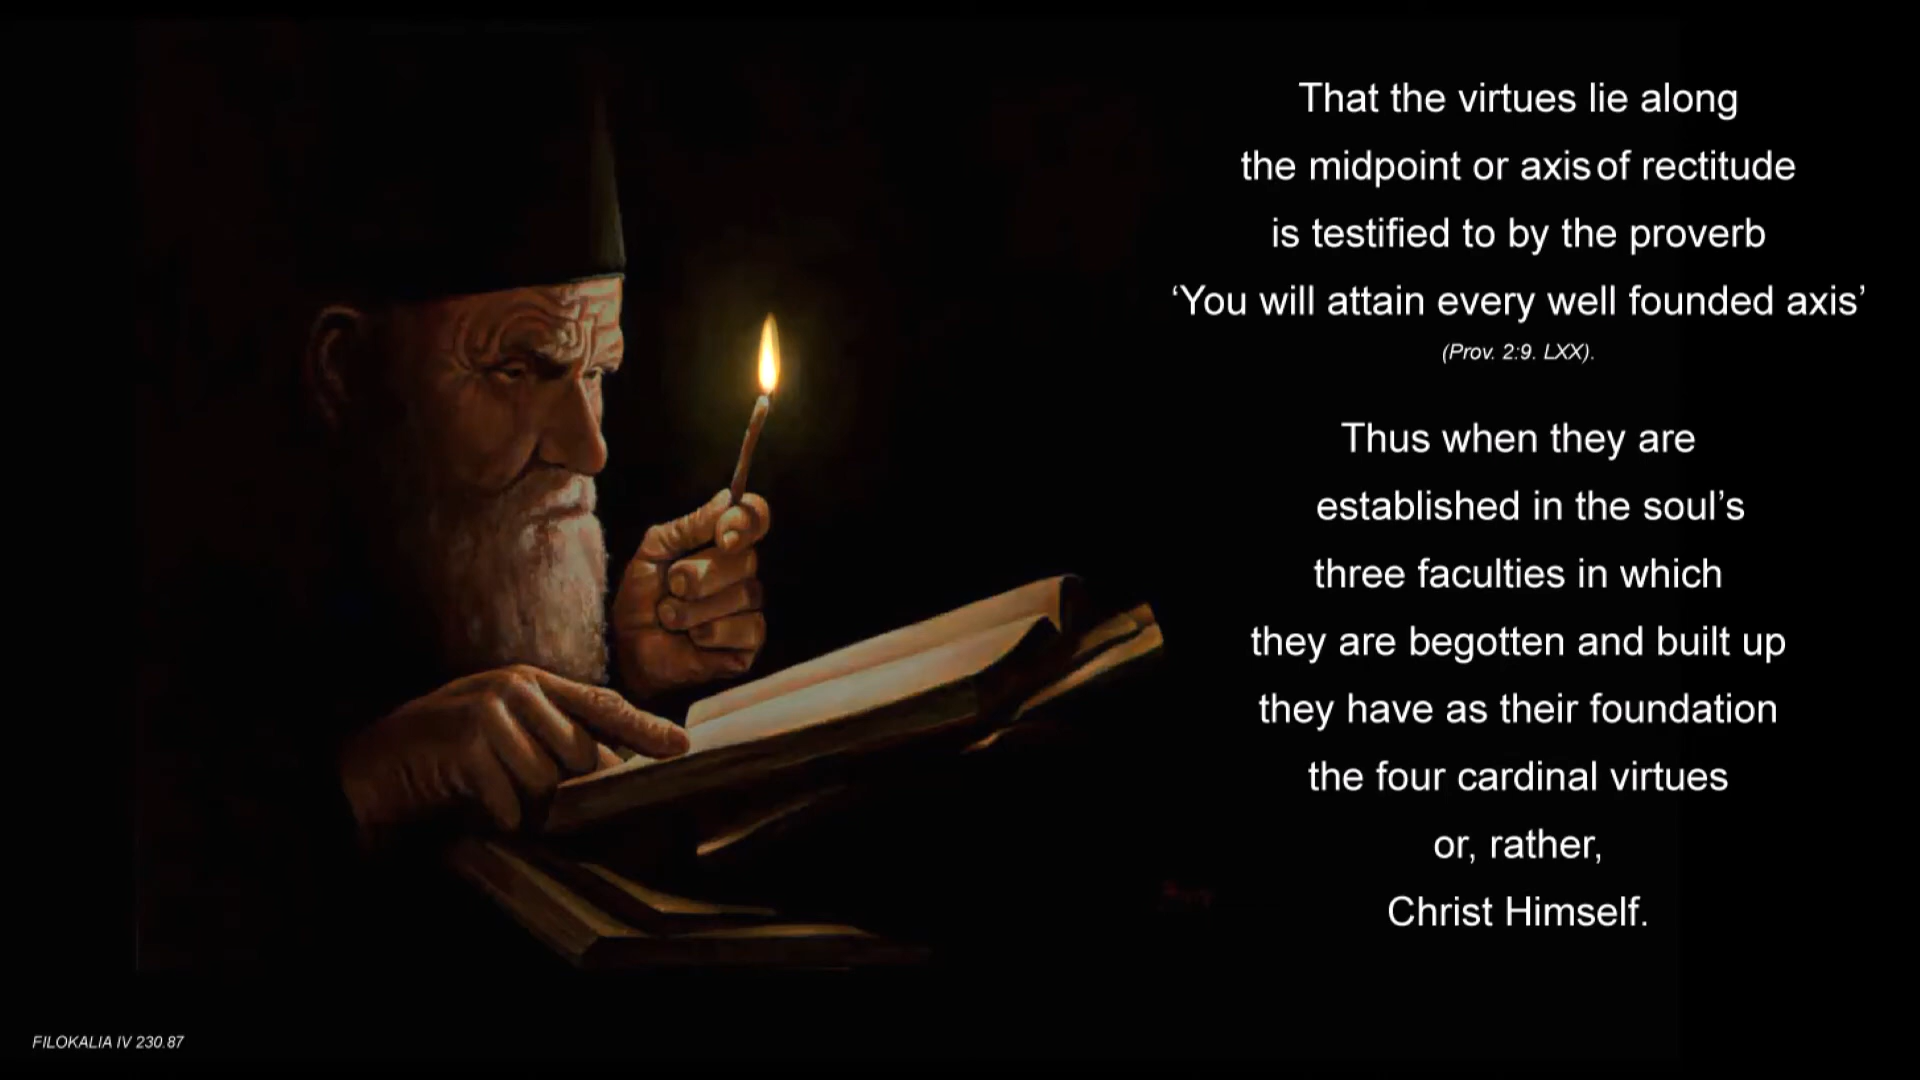 That the virtues lie along
the midpoint or axis of rectitude
is testified to by the proverb
‘You will attain every well founded axis’
(Prov. 2:9. LXX).
Thus when they are
established in the soul’s
three faculties in which
they are begotten and built up
they have as their foundation
the four cardinal virtues
or, rather,
Christ Himself.
FILOKALIA IV 230.87